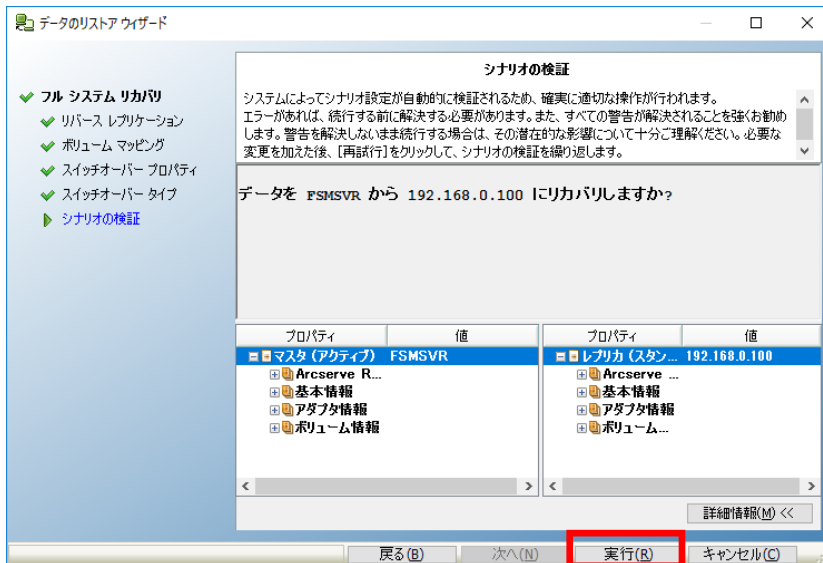 データのリストア ウィザード
フル システム リカバリ
リバース レプリケーション
ボリューム マッピング
スイッチオーバー プロパティ
スイッチオーバー タイプ
シナリオの検証
シナリオの検証
システムによってシナリオ設定が自動的に検証されるため、確実に適切な操作が行われます。
エラーがあれば、続行する前に解決する必要があります。また、すべての警告が解決されることを強くお勧め
します。警告を解決しないまま続行する場合は、その潜在的な影響について十分ご理解ください。必要な
変更を加えた後、[再試行]をクリックして、シナリオの検証を繰り返します。
データを FSMSVR から 192.168.0.100 にリカバリしますか?
プロパティ 値
マスタ (アクティブ) FSMSVR
Arcserve R...
基本情報
アダプタ情報
ボリューム情報
プロパティ 値
レプリカ (スタン... 192.168.0.100
Arcserve ...
基本情報
アダプタ情報
ボリューム...
詳細情報(M) <<
戻る(B) 次へ(N) 実行(R) キャンセル(C)